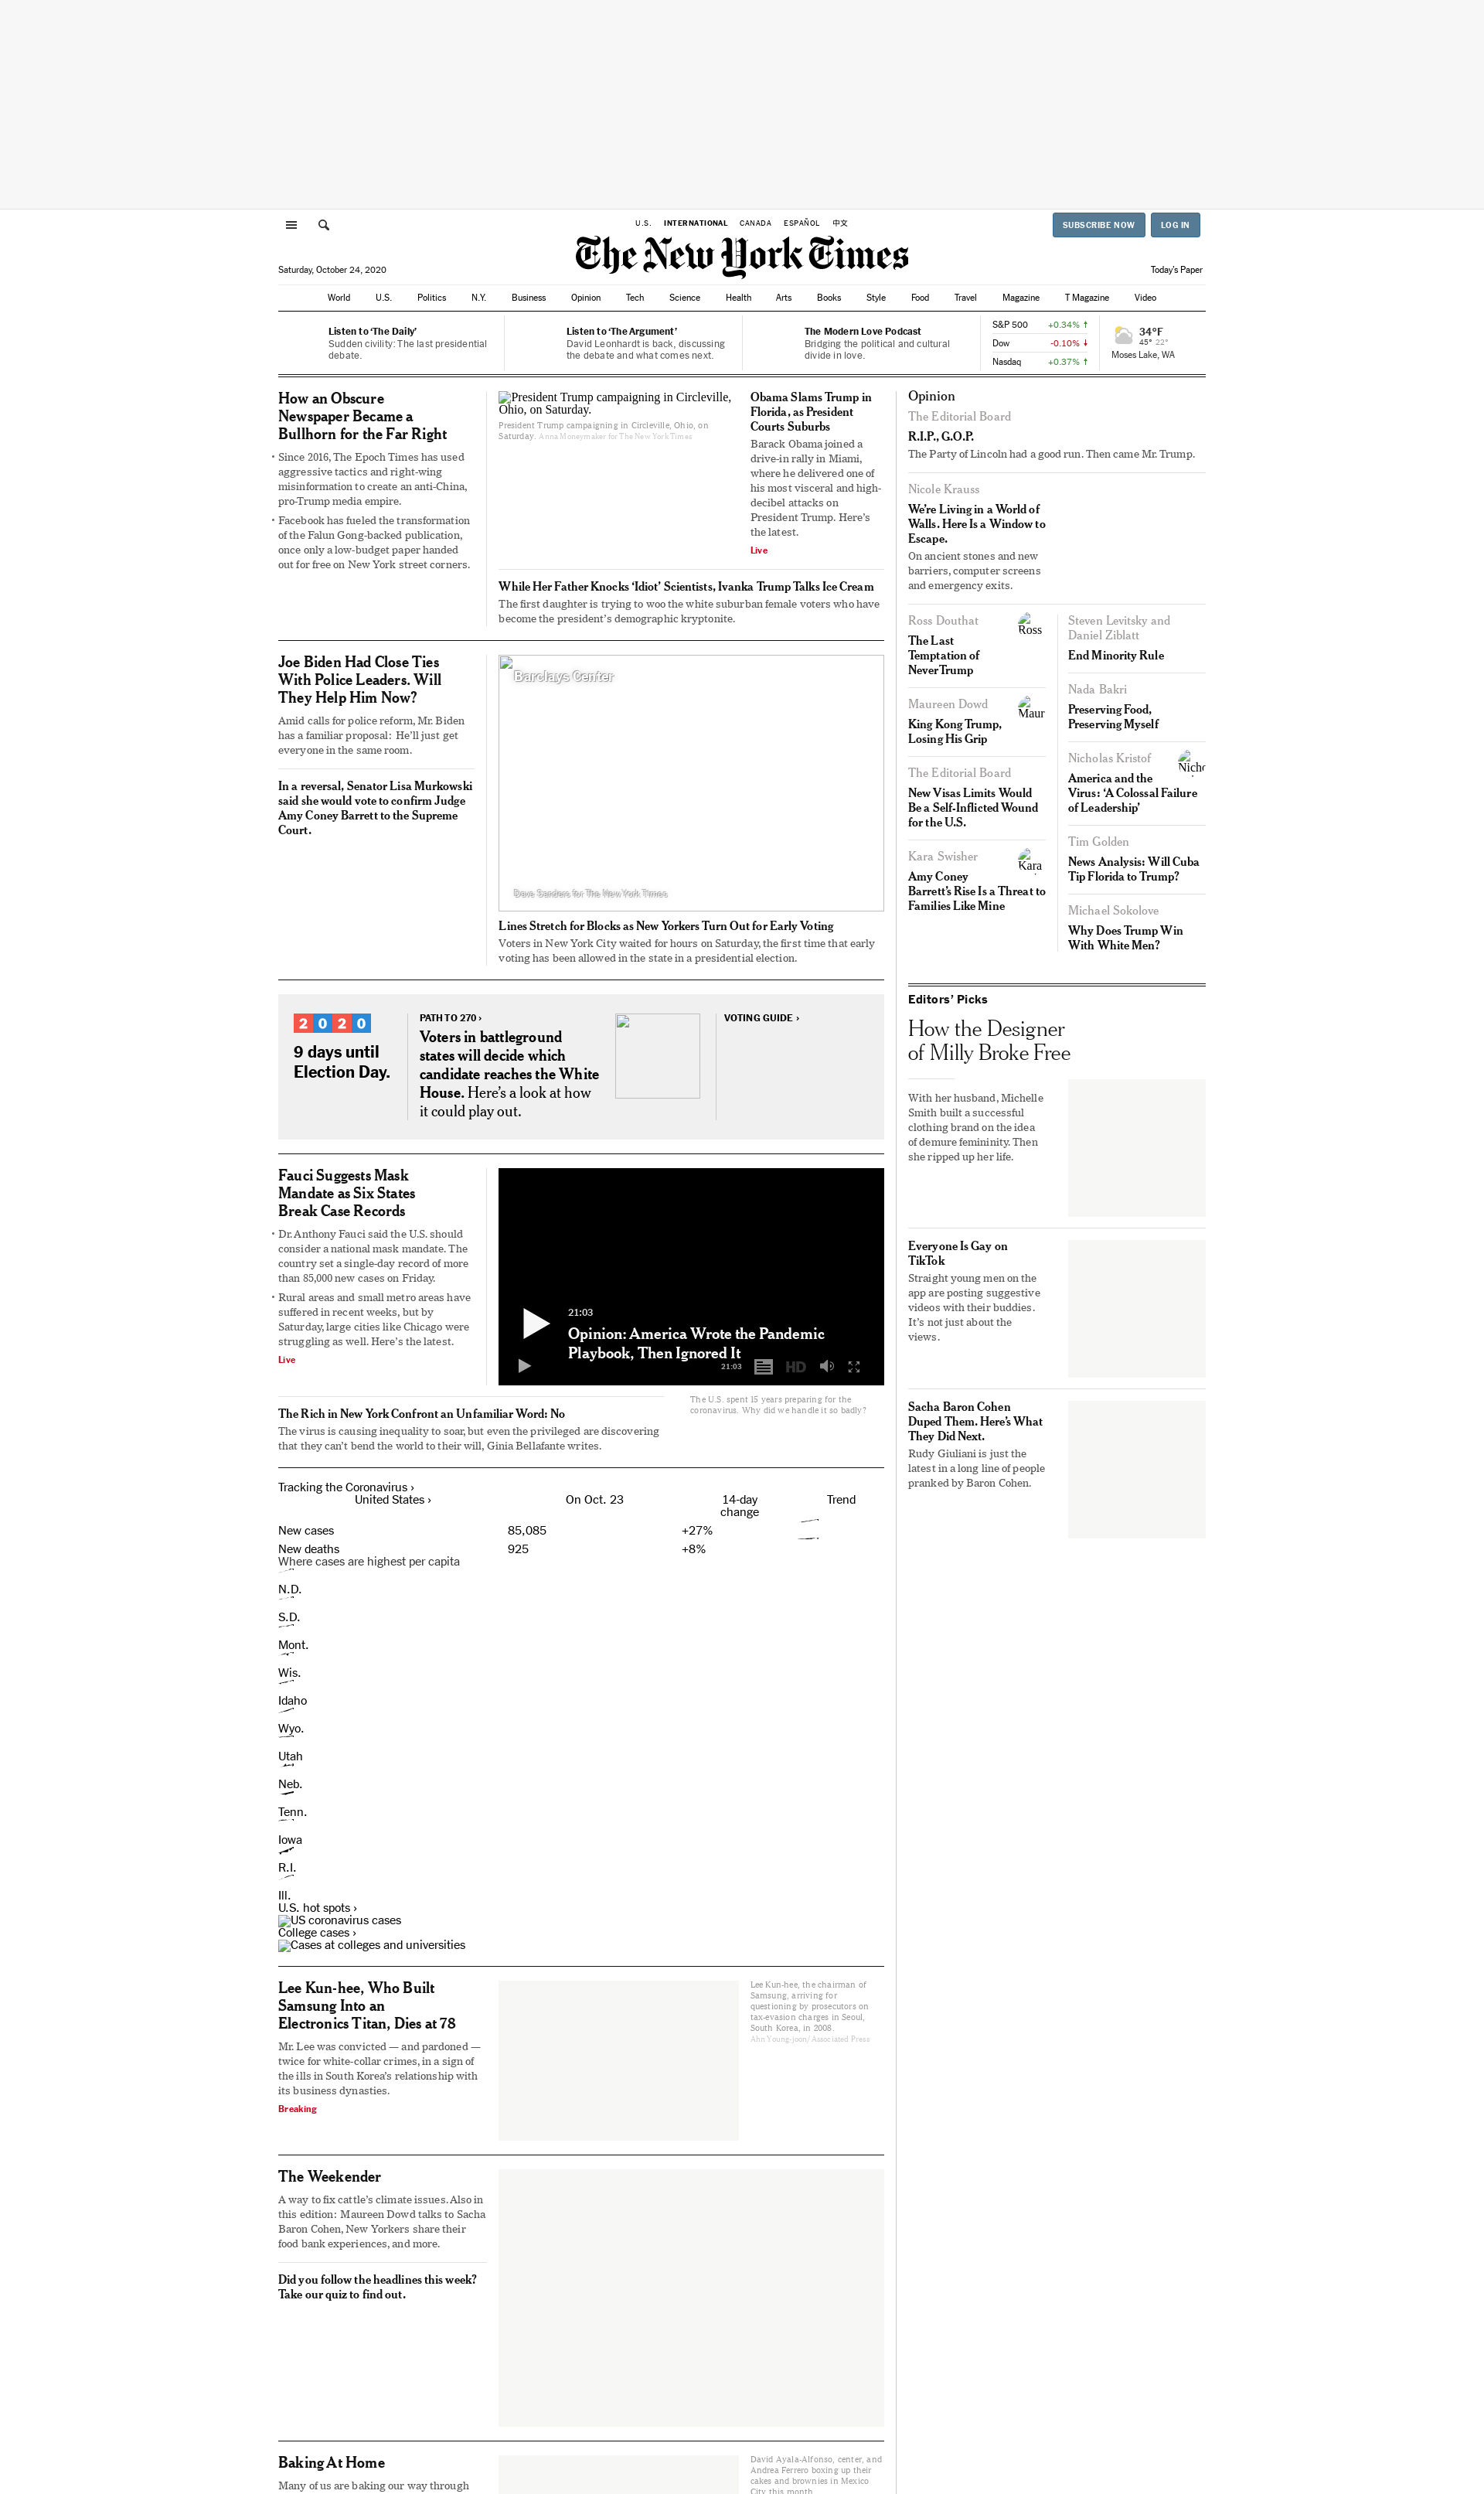 U.S. INTERNATIONAL CANADA ESPAÑOL 中文
SUBSCRIBE NOW LOG IN
The New York Times
Saturday, October 24, 2020
Today's Paper
World U.S. Politics N.Y. Business Opinion Tech Science Health Arts Books Style Food Travel Magazine T Magazine Video
Listen to ‘The Daily’
Sudden civility: The last presidential
debate.
Listen to ‘The Argument’
David Leonhardt is back, discussing
the debate and what comes next.
The Modern Love Podcast
Bridging the political and cultural
divide in love.
S&P 500 +0.34% ↑
Dow -0.10% ↓
Nasdaq +0.37% ↑
34°F
45° 22°
Moses Lake, WA
How an Obscure
Newspaper Became a
Bullhorn for the Far Right
• Since 2016, The Epoch Times has used
aggressive tactics and right-wing
misinformation to create an anti-China,
pro-Trump media empire.
• Facebook has fueled the transformation
of the Falun Gong-backed publication,
once only a low-budget paper handed
out for free on New York street corners.
President Trump campaigning in Circleville,
Ohio, on Saturday.
President Trump campaigning in Circleville, Ohio, on
Saturday. Anna Moneymaker for The New York Times
Obama Slams Trump in
Florida, as President
Courts Suburbs
Barack Obama joined a
drive-in rally in Miami,
where he delivered one of
his most visceral and high-
decibel attacks on
President Trump. Here's
the latest.
Live
While Her Father Knocks ‘Idiot’ Scientists, Ivanka Trump Talks Ice Cream
The first daughter is trying to woo the white suburban female voters who have
become the president's demographic kryptonite.
Joe Biden Had Close Ties
With Police Leaders. Will
They Help Him Now?
Amid calls for police reform, Mr. Biden
has a familiar proposal: He'll just get
everyone in the same room.
In a reversal, Senator Lisa Murkowski
said she would vote to confirm Judge
Amy Coney Barrett to the Supreme
Court.
Barclays Center
Dave Sanders for The New York Times
Lines Stretch for Blocks as New Yorkers Turn Out for Early Voting
Voters in New York City waited for hours on Saturday, the first time that early
voting has been allowed in the state in a presidential election.
2020
9 days until
Election Day.
PATH TO 270 ›
Voters in battleground
states will decide which
candidate reaches the White
House. Here's a look at how
it could play out.
VOTING GUIDE ›
Fauci Suggests Mask
Mandate as Six States
Break Case Records
• Dr. Anthony Fauci said the U.S. should
consider a national mask mandate. The
country set a single-day record of more
than 85,000 new cases on Friday.
• Rural areas and small metro areas have
suffered in recent weeks, but by
Saturday, large cities like Chicago were
struggling as well. Here's the latest.
Live
21:03
Opinion: America Wrote the Pandemic
Playbook, Then Ignored It
21:03 HD
The U.S. spent 15 years preparing for the
coronavirus. Why did we handle it so badly?
The Rich in New York Confront an Unfamiliar Word: No
The virus is causing inequality to soar, but even the privileged are discovering
that they can't bend the world to their will, Ginia Bellafante writes.
Tracking the Coronavirus ›
United States › On Oct. 23 14-day
change Trend
New cases 85,085 +27%
New deaths 925 +8%
Where cases are highest per capita
N.D.
S.D.
Mont.
Wis.
Idaho
Wyo.
Utah
Neb.
Tenn.
Iowa
R.I.
Ill.
U.S. hot spots ›
US coronavirus cases
College cases ›
Cases at colleges and universities
Lee Kun-hee, Who Built
Samsung Into an
Electronics Titan, Dies at 78
Mr. Lee was convicted — and pardoned —
twice for white-collar crimes, in a sign of
the ills in South Korea's relationship with
its business dynasties.
Breaking
Lee Kun-hee, the chairman of
Samsung, arriving for
questioning by prosecutors on
tax-evasion charges in Seoul,
South Korea, in 2008.
Ahn Young-joon/Associated Press
The Weekender
A way to fix cattle's climate issues. Also in
this edition: Maureen Dowd talks to Sacha
Baron Cohen, New Yorkers share their
food bank experiences, and more.
Did you follow the headlines this week?
Take our quiz to find out.
Baking At Home
Many of us are baking our way through
David Ayala-Alfonso, center, and
Andrea Ferrero boxing up their
cakes and brownies in Mexico
City this month.
Opinion
The Editorial Board
R.I.P., G.O.P.
The Party of Lincoln had a good run. Then came Mr. Trump.
Nicole Krauss
We're Living in a World of
Walls. Here Is a Window to
Escape.
On ancient stones and new
barriers, computer screens
and emergency exits.
Ross Douthat
Ross
The Last
Temptation of
NeverTrump
Maureen Dowd
Maur
King Kong Trump,
Losing His Grip
The Editorial Board
New Visas Limits Would
Be a Self-Inflicted Wound
for the U.S.
Kara Swisher
Kara
Amy Coney
Barrett's Rise Is a Threat to
Families Like Mine
Steven Levitsky and
Daniel Ziblatt
End Minority Rule
Nada Bakri
Preserving Food,
Preserving Myself
Nicholas Kristof
Nicho
America and the
Virus: ‘A Colossal Failure
of Leadership’
Tim Golden
News Analysis: Will Cuba
Tip Florida to Trump?
Michael Sokolove
Why Does Trump Win
With White Men?
Editors' Picks
How the Designer
of Milly Broke Free
With her husband, Michelle
Smith built a successful
clothing brand on the idea
of demure femininity. Then
she ripped up her life.
Everyone Is Gay on
TikTok
Straight young men on the
app are posting suggestive
videos with their buddies.
It's not just about the
views.
Sacha Baron Cohen
Duped Them. Here's What
They Did Next.
Rudy Giuliani is just the
latest in a long line of people
pranked by Baron Cohen.